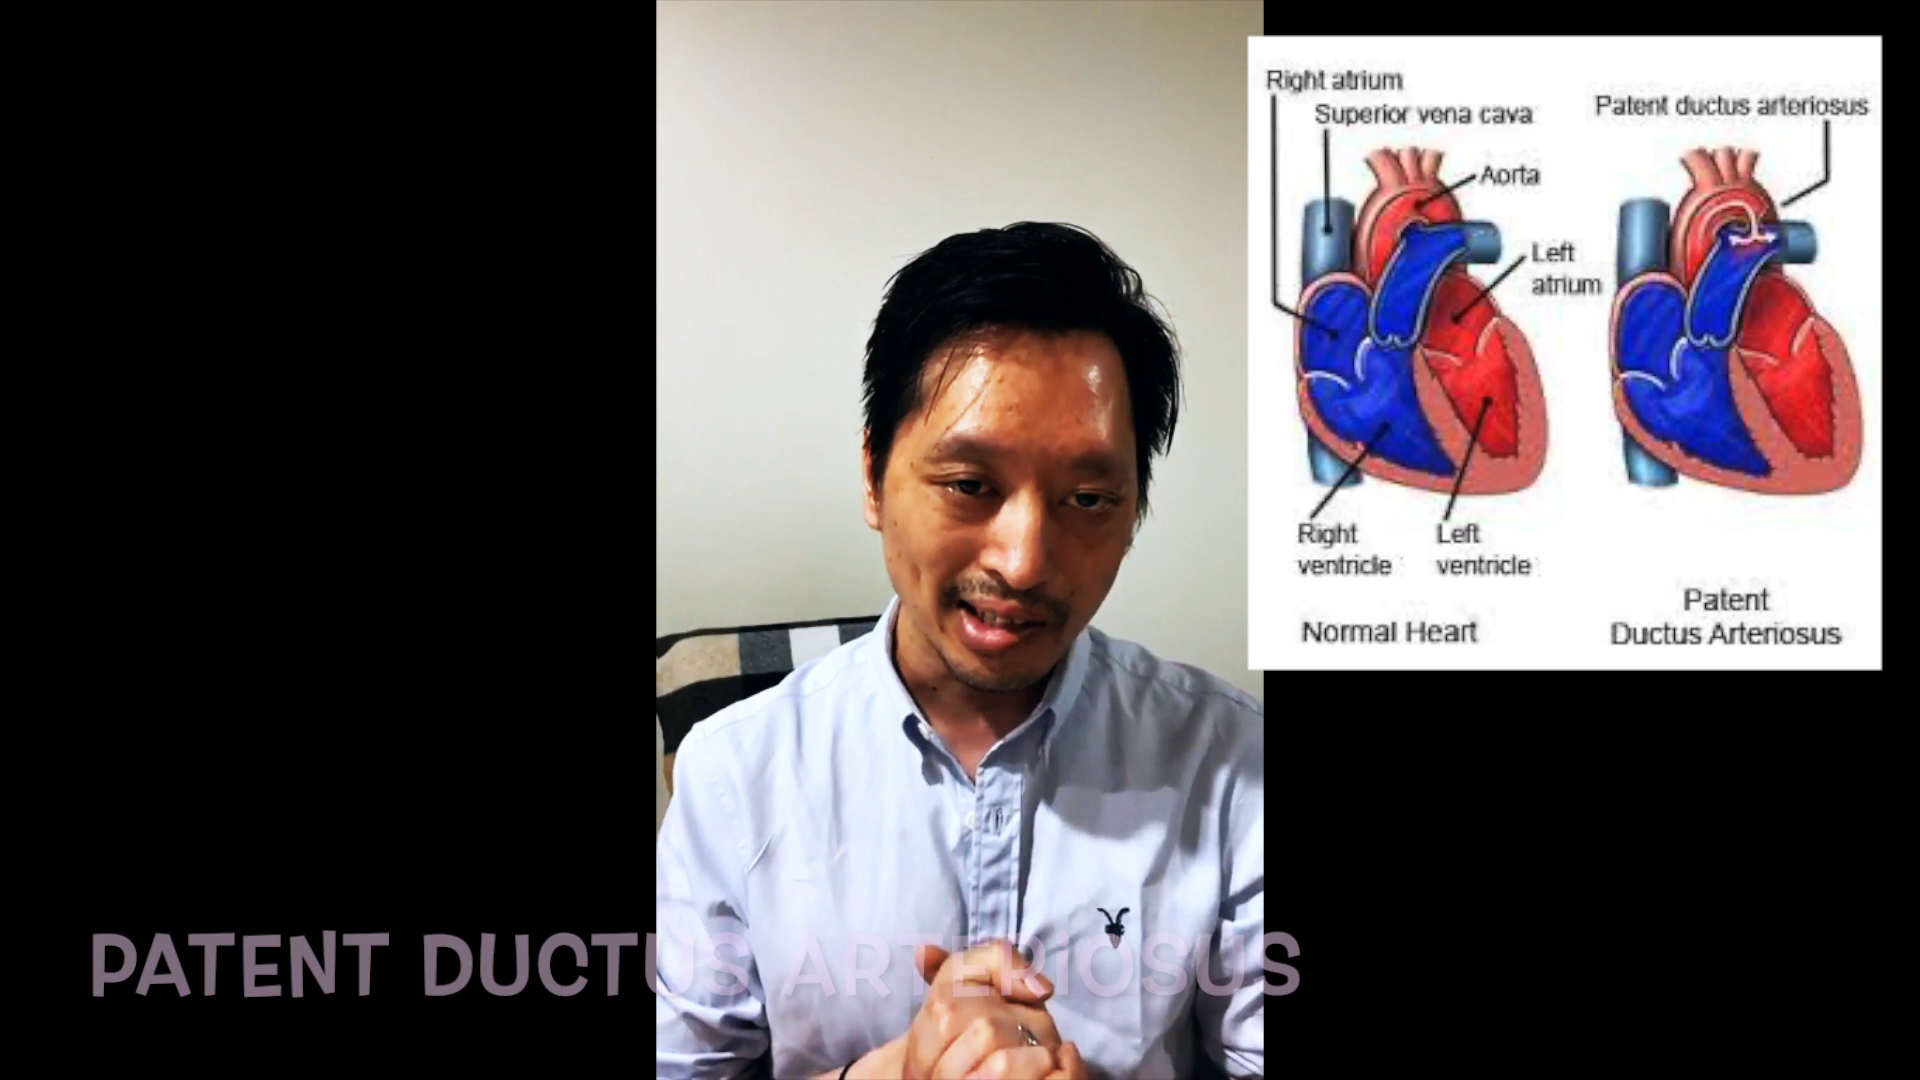 Right atrium
Superior vena cava
Aorta
Left
atrium
Right
ventricle
Left
ventricle
Normal Heart
Patent ductus arteriosus
Patent
Ductus Arteriosus
PATENT DUCTUS ARTERiOSUS